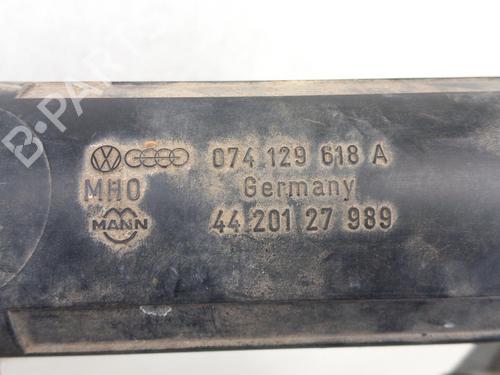 B-PARTS
074 129 618 A
MHO Germany
MANN 44 201 27 989